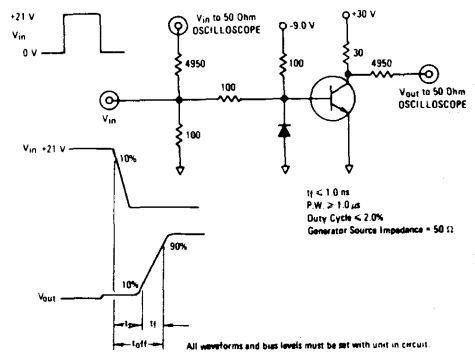 +21 V
Vin
0 V
Vin to 50 Ohm
OSCILLOSCOPE
4950
100
Vin
100
-9.0 V
100
+30 V
30
4950
Vout to 50 Ohm
OSCILLOSCOPE
Vin +21 V
10%
90%
10%
Vout
ts
tf
toff
tf < 1.0 ns
P.W. ≥ 1.0 μs
Duty Cycle < 2.0%
Generator Source Impedance = 50 Ω
All waveforms and bias levels must be set with unit in circuit.